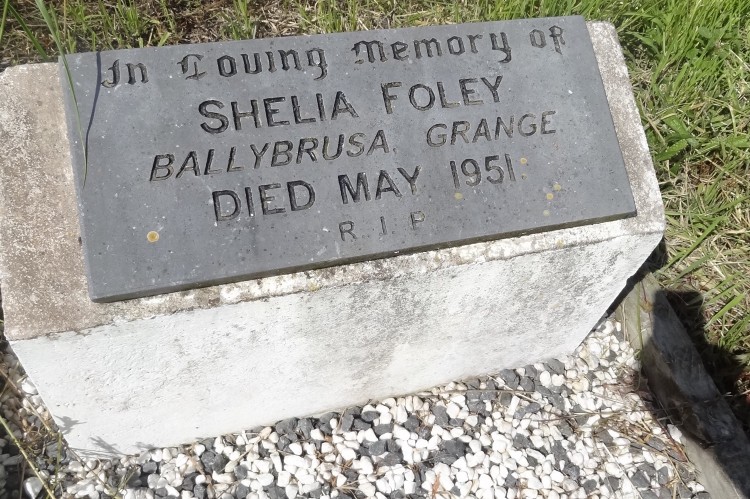 In Loving Memory of
SHELIA FOLEY
BALLYBRUSA, GRANGE
DIED MAY 1951
R I P